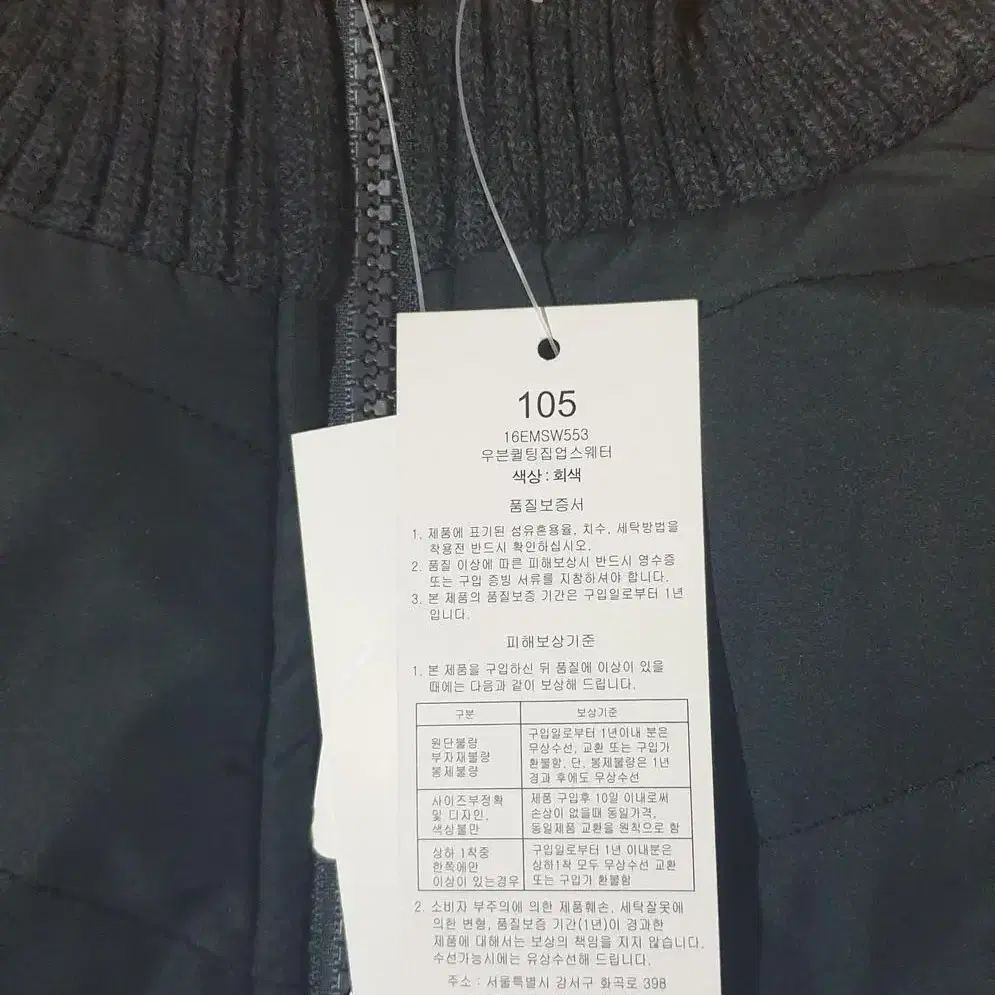 105
16EMSW553
우븐퀼팅집업스웨터
색상 : 회색
품질보증서
1. 제품에 표기된 섬유혼용율, 치수, 세탁방법을
착용전 반드시 확인하십시오.
2. 품질 이상에 따른 피해보상시 반드시 영수증
또는 구입 증빙 서류를 지참하셔야 합니다.
3. 본 제품의 품질보증 기간은 구입일로부터 1년
입니다.
피해보상기준
1. 본 제품을 구입하신 뒤 품질에 이상이 있을
때에는 다음과 같이 보상해 드립니다.
구분 보상기준
원단불량
부자재불량
봉제불량
구입일로부터 1년이내 분은
무상수선, 교환 또는 구입가
환불함. 단, 봉제불량은 1년
경과 후에도 무상수선
사이즈부정확
및 디자인,
색상불만
제품 구입후 10일 이내로써
손상이 없을때 동일가격,
동일제품 교환을 원칙으로 함
상하 1착중
한쪽에만
이상이 있는경우
구입일로부터 1년 이내분은
상하1착 모두 무상수선 교환
또는 구입가 환불함
2. 소비자 부주의에 의한 제품훼손, 세탁잘못에
의한 변형, 품질보증 기간(1년)이 경과한
제품에 대해서는 보상의 책임을 지지 않습니다.
수선가능시에는 유상수선해 드립니다.
주소 : 서울특별시 강서구 화곡로 398